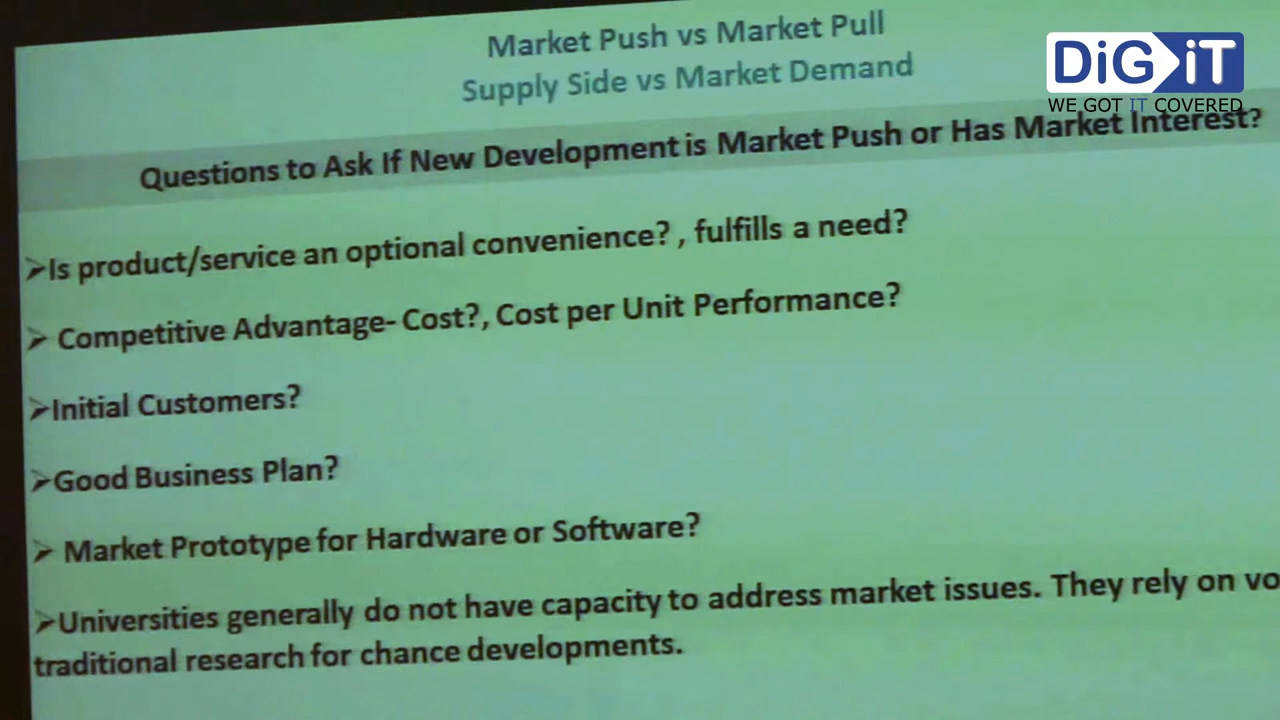 Market Push vs Market Pull
Supply Side vs Market Demand
DiGiT
WE GOT IT COVERED
Questions to Ask If New Development is Market Push or Has Market Interest?
➢Is product/service an optional convenience? , fulfills a need?
➢ Competitive Advantage- Cost?, Cost per Unit Performance?
➢Initial Customers?
➢Good Business Plan?
➢ Market Prototype for Hardware or Software?
➢Universities generally do not have capacity to address market issues. They rely on
traditional research for chance developments.